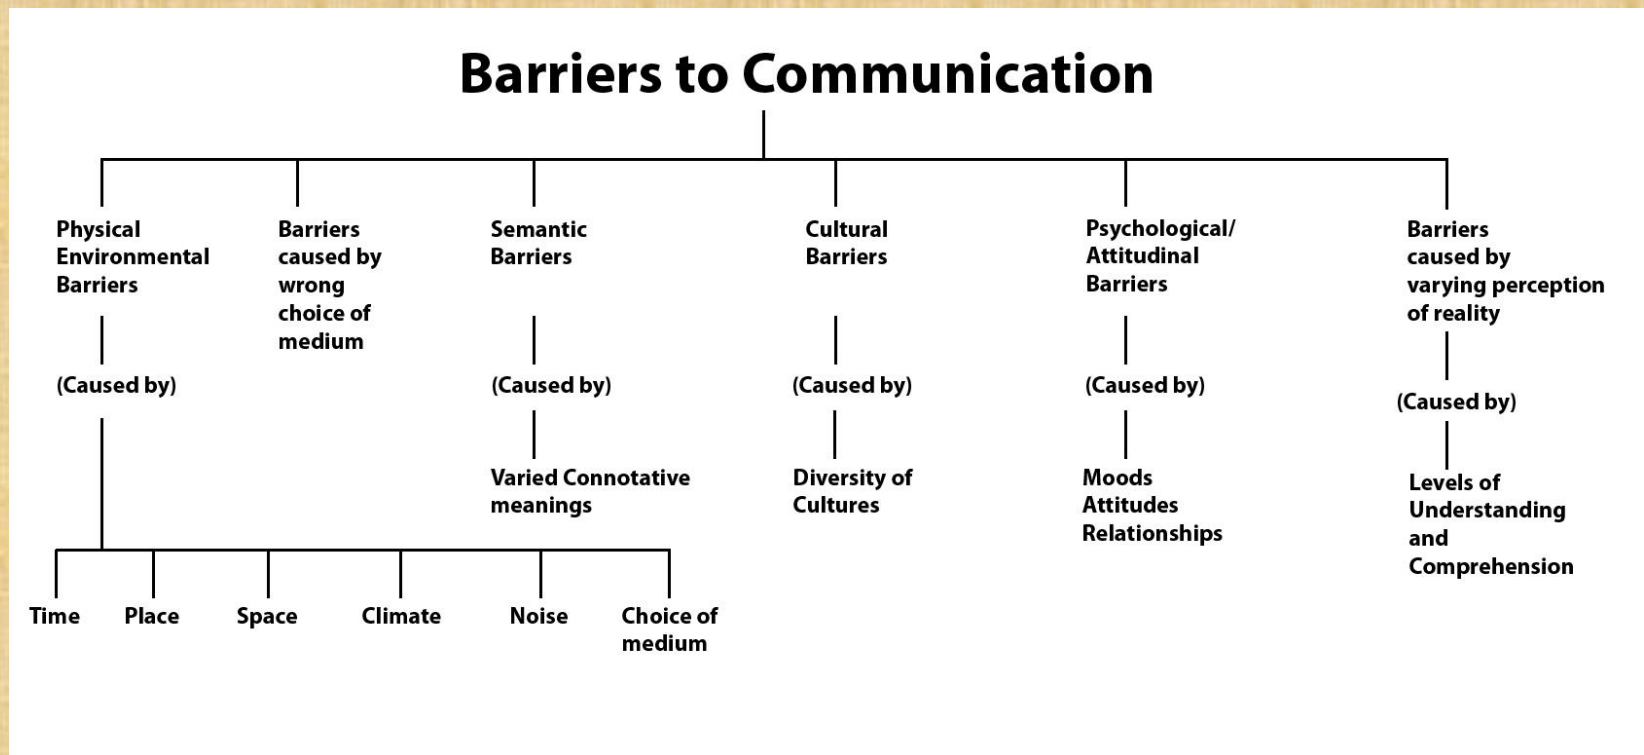 Barriers to Communication
Physical
Environmental
Barriers
(Caused by)
Time
Place
Space
Climate
Noise
Choice of
medium
Barriers
caused by
wrong
choice of
medium
Semantic
Barriers
(Caused by)
Varied Connotative
meanings
Cultural
Barriers
(Caused by)
Diversity of
Cultures
Psychological/
Attitudinal
Barriers
(Caused by)
Moods
Attitudes
Relationships
Barriers
caused by
varying perception
of reality
(Caused by)
Levels of
Understanding
and
Comprehension